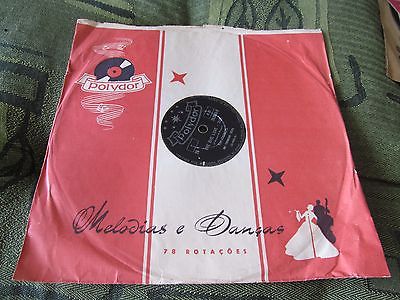 Polydor
Polydor
Melodias e Danças
78 ROTAÇÕES